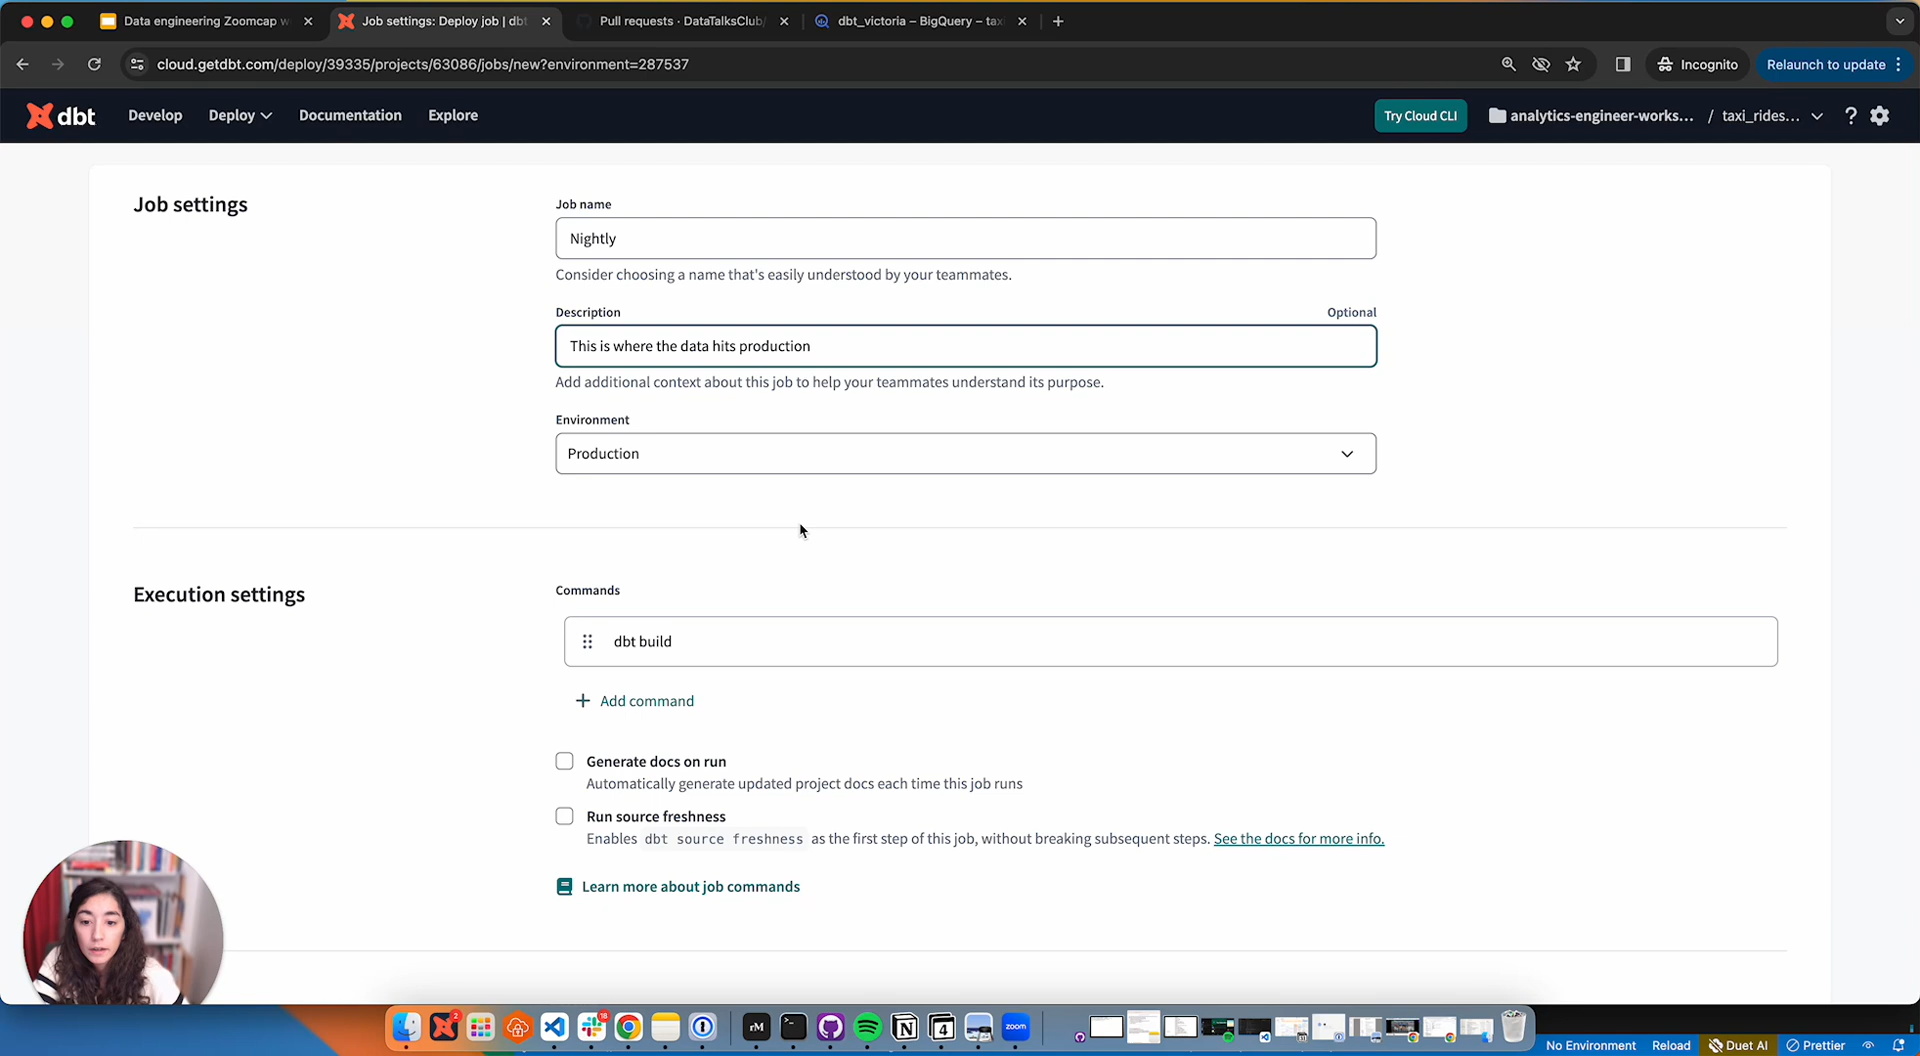 Data engineering Zoomcap w
Job settings: Deploy job | dbt
Pull requests · DataTalksClub/
dbt_victoria – BigQuery – tax
cloud.getdbt.com/deploy/39335/projects/63086/jobs/new?environment=287537
Incognito
Relaunch to update
dbt
Develop
Deploy
Documentation
Explore
Try Cloud CLI
analytics-engineer-works...
/ taxi_rides...
?
Job settings
Job name
Nightly
Consider choosing a name that's easily understood by your teammates.
Description
Optional
This is where the data hits production
Add additional context about this job to help your teammates understand its purpose.
Environment
Production
Execution settings
Commands
dbt build
+ Add command
Generate docs on run
Automatically generate updated project docs each time this job runs
Run source freshness
Enables dbt source freshness as the first step of this job, without breaking subsequent steps. See the docs for more info.
Learn more about job commands
2
18
rM
4
zoom
No Environment
Reload
Duet AI
Prettier